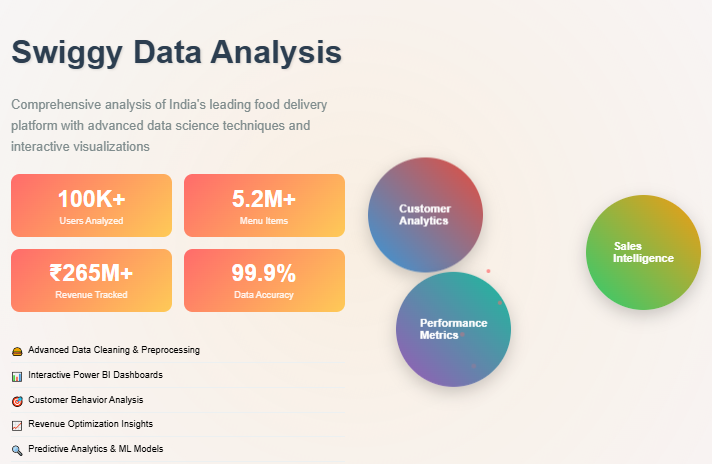 Swiggy Data Analysis
Comprehensive analysis of India's leading food delivery
platform with advanced data science techniques and
interactive visualizations
100K+
Users Analyzed
5.2M+
Menu Items
₹265M+
Revenue Tracked
99.9%
Data Accuracy
Advanced Data Cleaning & Preprocessing
Interactive Power BI Dashboards
Customer Behavior Analysis
Revenue Optimization Insights
Predictive Analytics & ML Models
Customer
Analytics
Performance
Metrics
Sales
Intelligence